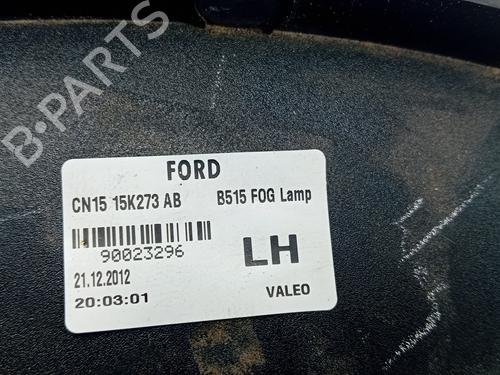 FORD
CN15 15K273 AB B515 FOG Lamp
90023296
LH
21.12.2012
20:03:01 VALEO
B-PARTS